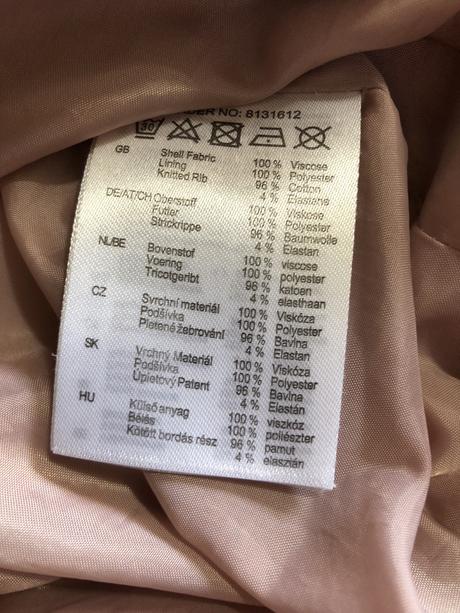 DER NO: 8131612
30
GB Shell Fabric 100 % Viscose
Lining 100 % Polyester
Knitted Rib 96 % Cotton
4 % Elastane
DE/AT/CH Oberstoff 100 % Viskose
Futter 100 % Polyester
Strickrippe 96 % Baumwolle
4 % Elastan
NL/BE Bovenstof 100 % viscose
Voering 100 % Polyester
Tricotgeribt 96 % katoen
4 % elasthaan
CZ Svrchní materiál 100 % Viskóza
Podšívka 100 % Polyester
Pletené žebrování 96 % Bavlna
4 % Elastan
SK Vrchný Materiál 100 % Viskóza
Podšívka 100 % Polyester
Úpletový Patent 96 % Bavlna
4 % Elastán
HU Külső anyag 100 % viszkóz
Bélés 100 % poliészter
Kötött bordás rész 96 % pamut
4 % elasztán